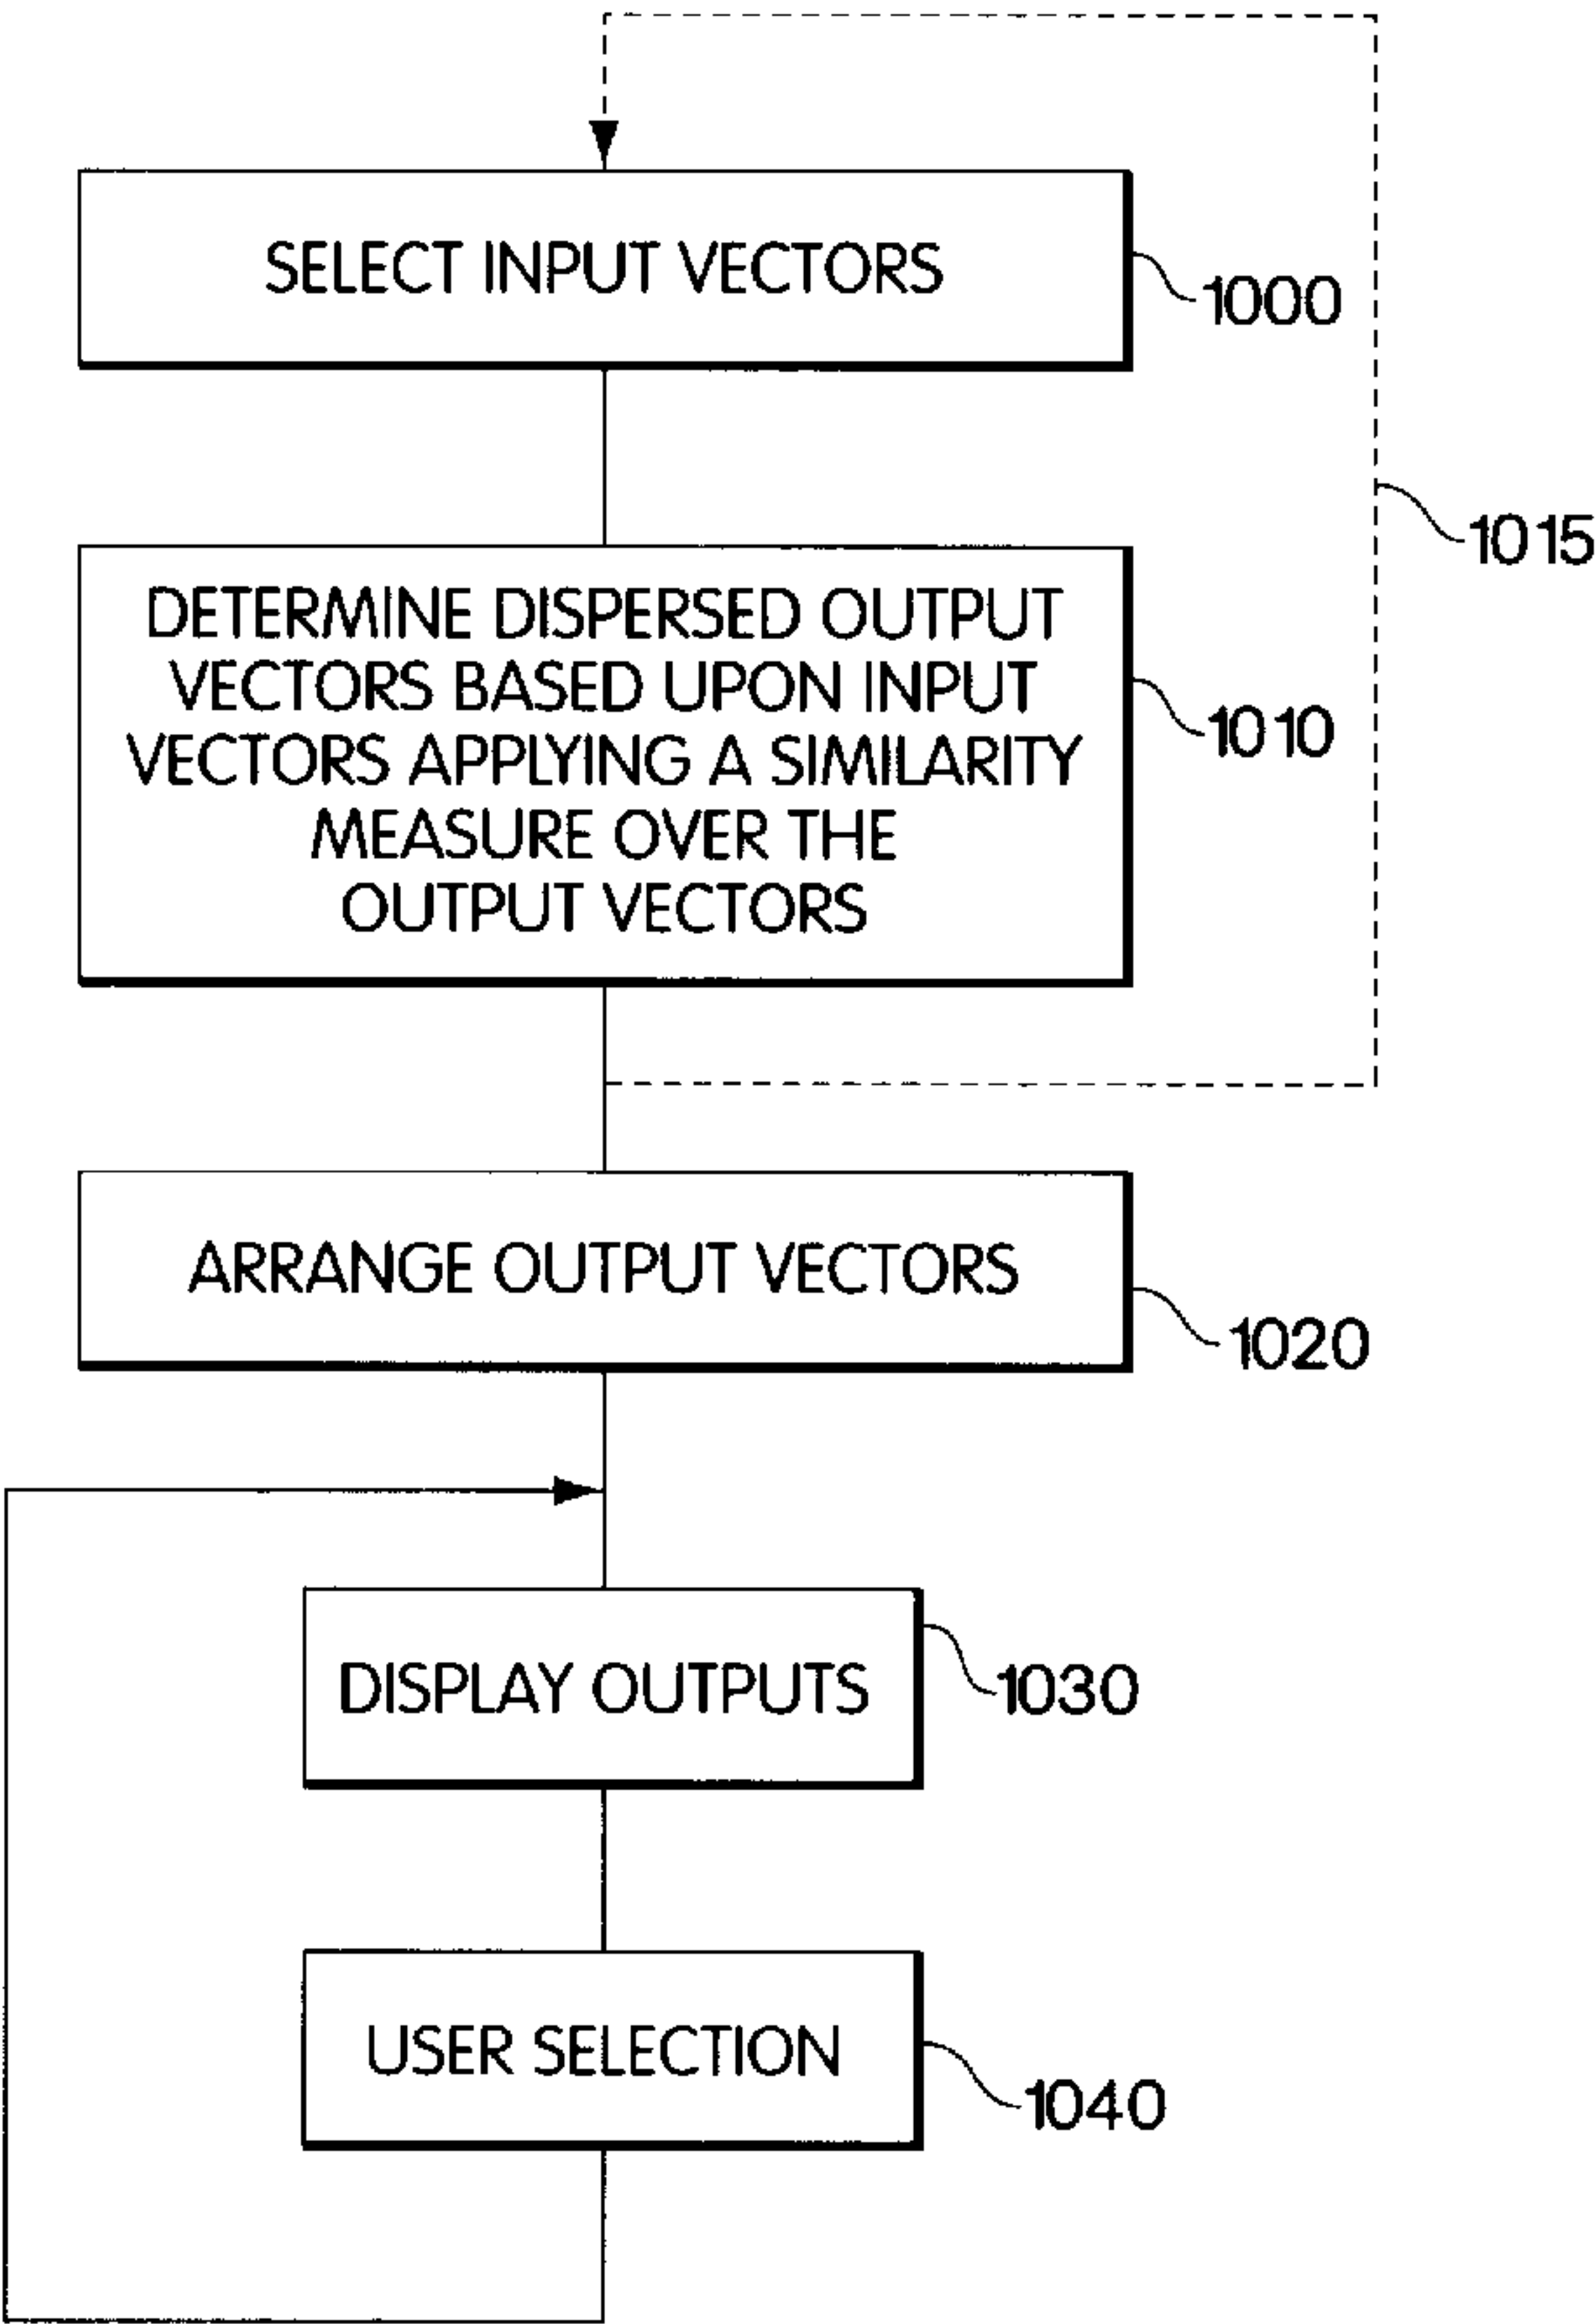 SELECT INPUT VECTORS
1000
1015
DETERMINE DISPERSED OUTPUT
VECTORS BASED UPON INPUT
VECTORS APPLYING A SIMILARITY
MEASURE OVER THE
OUTPUT VECTORS
1010
ARRANGE OUTPUT VECTORS
1020
DISPLAY OUTPUTS
1030
USER SELECTION
1040